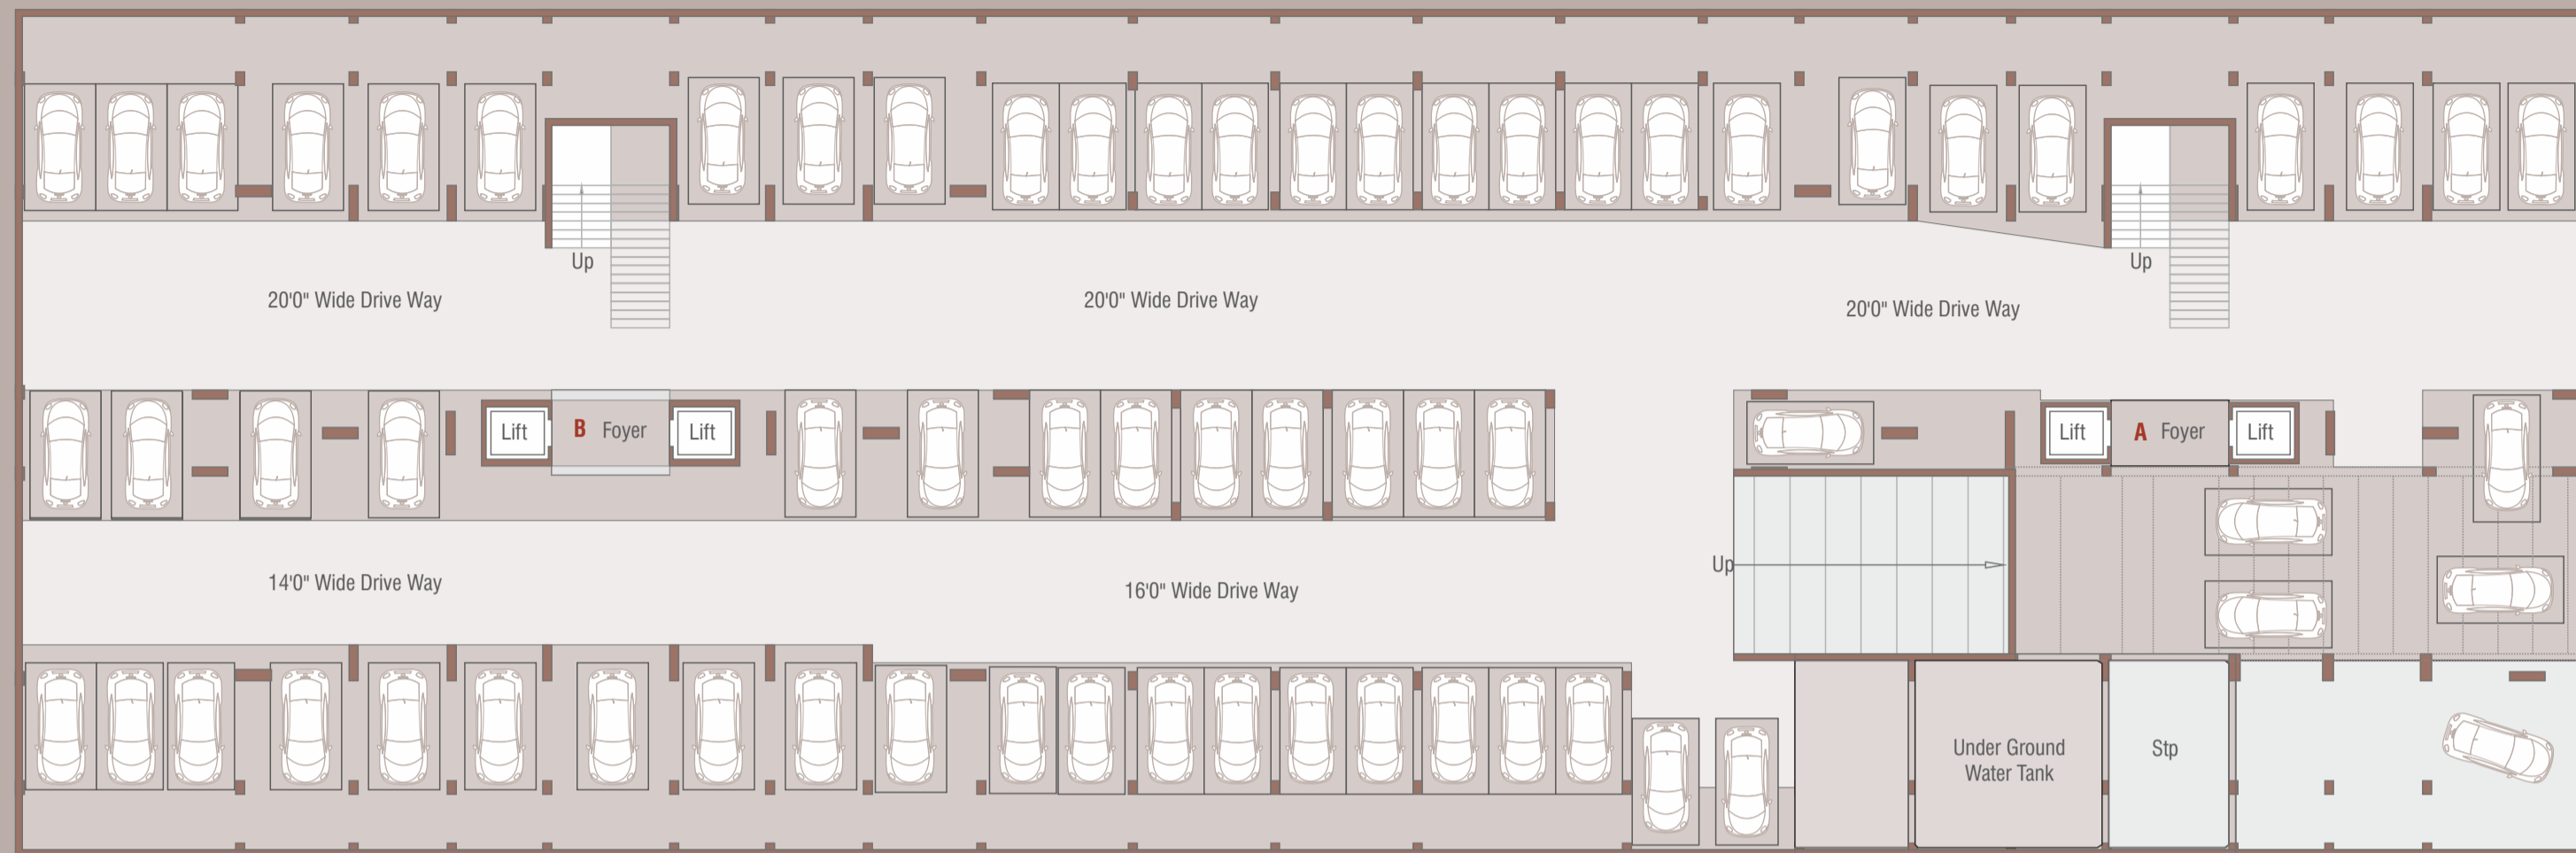 Up
Up
20'0" Wide Drive Way
20'0" Wide Drive Way
20'0" Wide Drive Way
Lift
B Foyer
Lift
Lift
A Foyer
Lift
Up
14'0" Wide Drive Way
16'0" Wide Drive Way
Under Ground
Water Tank
Stp